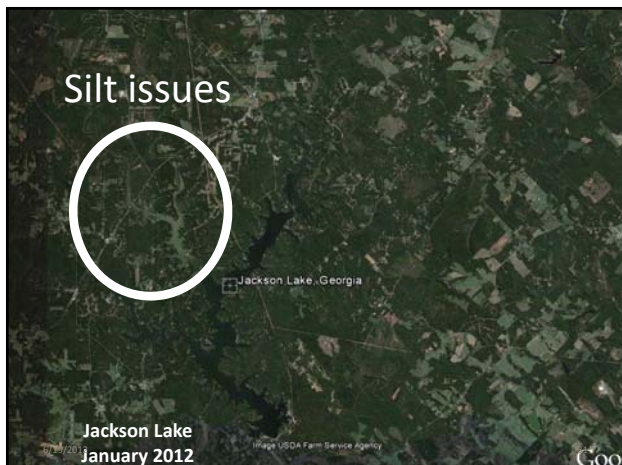 Silt issues
Jackson Lake, Georgia
Jackson Lake
January 2012
Image USDA Farm Service Agency
Goo